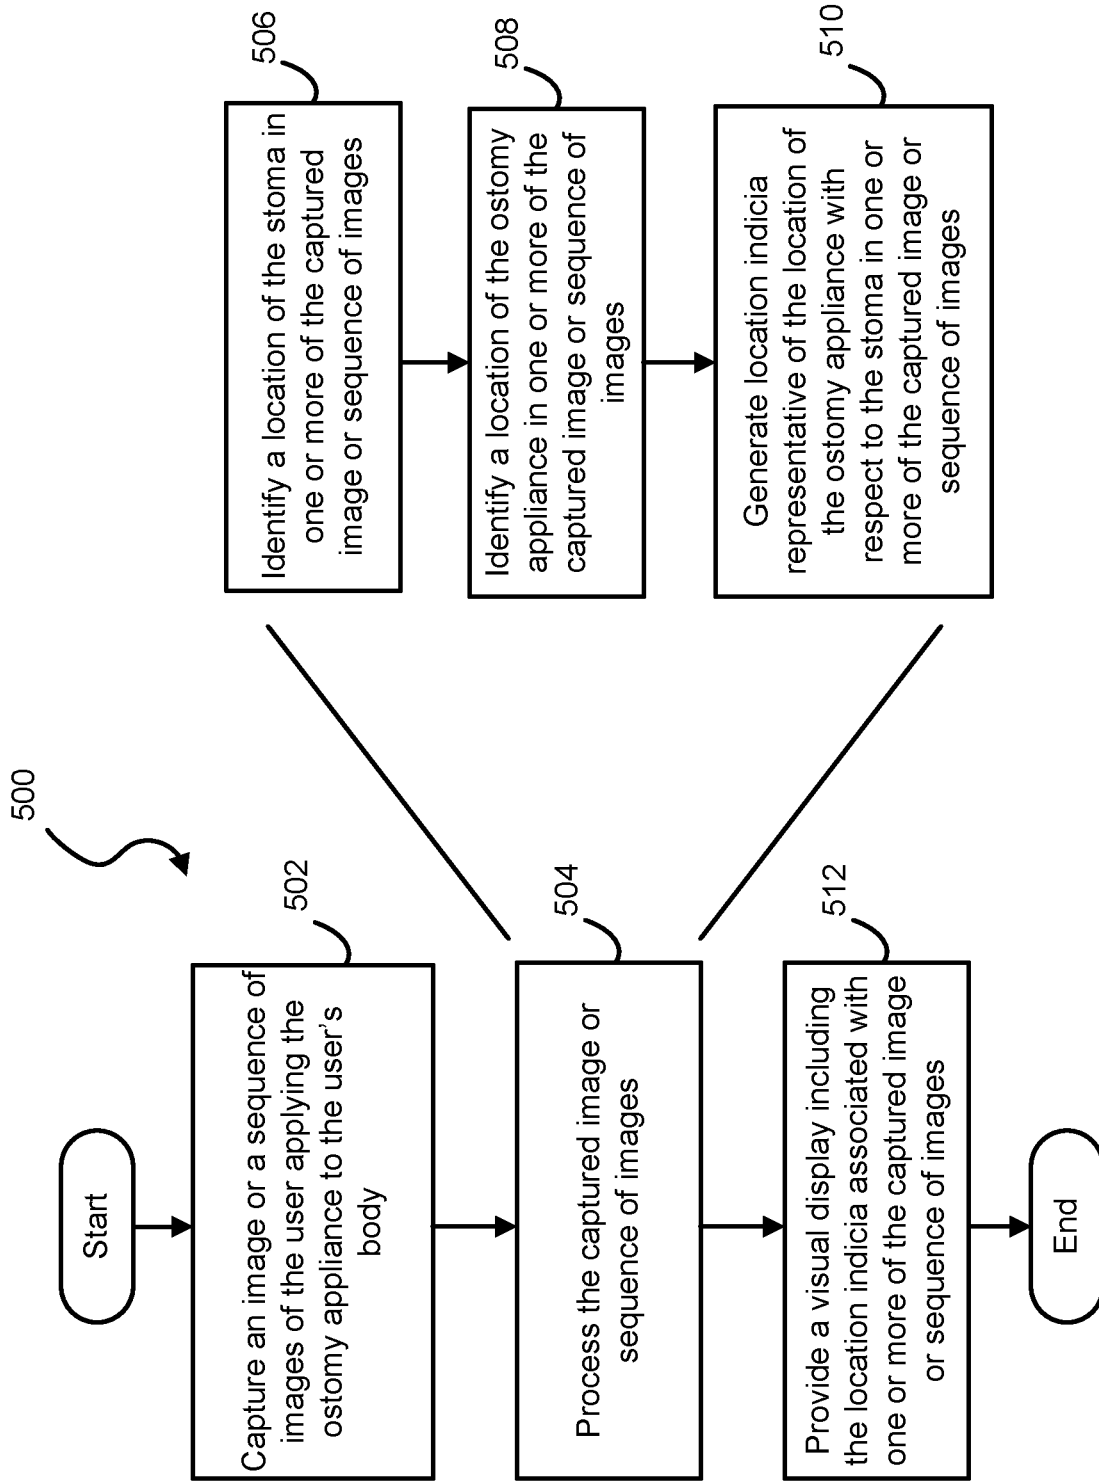 500
Start
502
Capture an image or a sequence of
images of the user applying the
ostomy appliance to the user's
body
504
Process the captured image or
sequence of images
512
Provide a visual display including
the location indicia associated with
one or more of the captured image
or sequence of images
End
506
Identify a location of the stoma in
one or more of the captured
image or sequence of images
508
Identify a location of the ostomy
appliance in one or more of the
captured image or sequence of
images
510
Generate location indicia
representative of the location of
the ostomy appliance with
respect to the stoma in one or
more of the captured image or
sequence of images